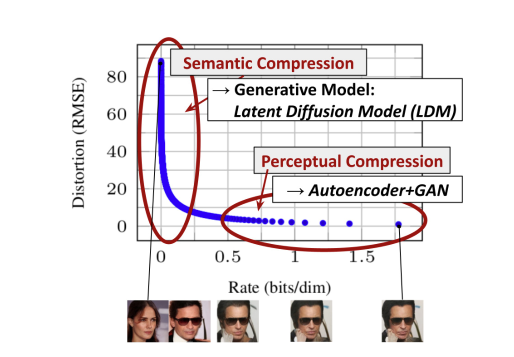 Semantic Compression
→ Generative Model:
Latent Diffusion Model (LDM)
Perceptual Compression
→ Autoencoder+GAN
Distortion (RMSE)
80
60
40
20
0
0
0.5
1
1.5
Rate (bits/dim)